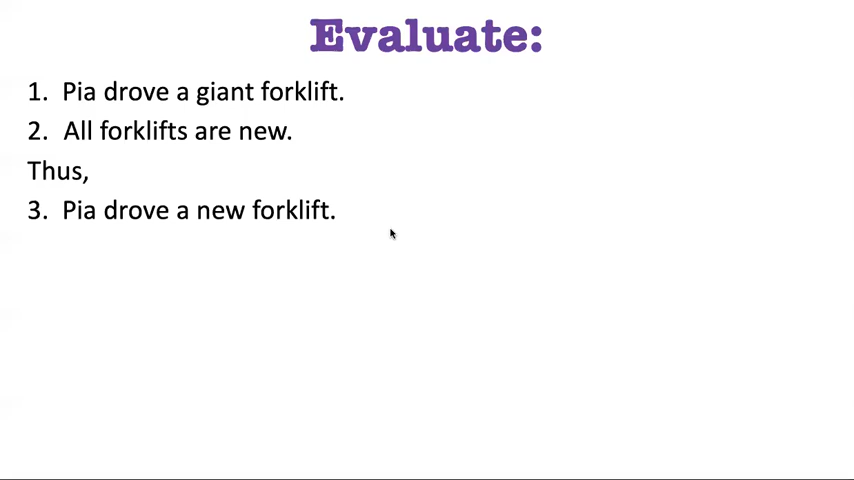 Evaluate:
1. Pia drove a giant forklift.
2. All forklifts are new.
Thus,
3. Pia drove a new forklift.